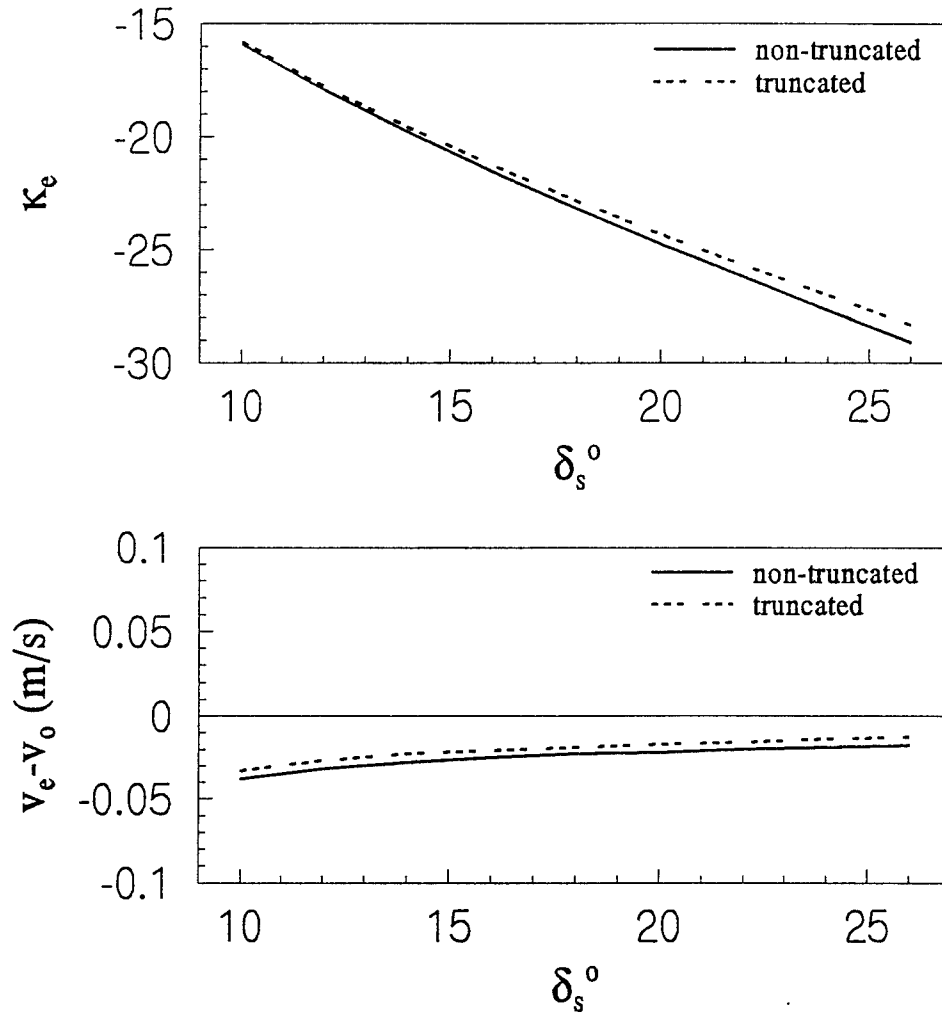 -15
-20
-25
-30
κe
non-truncated
truncated
10 15 20 25
δs°
0.1
0.05
0
-0.05
-0.1
ve-vo (m/s)
non-truncated
truncated
10 15 20 25
δs°